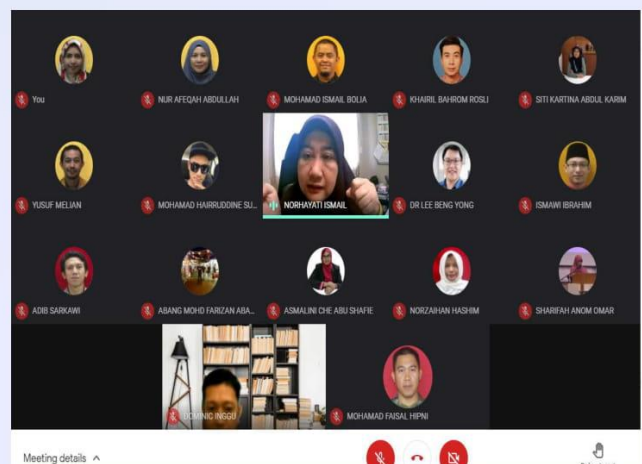 You
NUR AFEQAH ABDULLAH
MOHAMAD ISMAIL BOLIA
KHAIRIL BAHROM ROSLI
SITI KARTINA ABDUL KARIM
YUSUF MELIAN
MOHAMAD HAIRRUDDINE SU...
NORHAYATI ISMAIL
DR LEE BENG YONG
ISMAWI IBRAHIM
ADIB SARKAWI
ABANG MOHD FARIZAN ABA...
ASMALINI CHE ABU SHAFIE
NORZAIHAN HASHIM
SHARIFAH ANOM OMAR
DOMINIC INGGU
MOHAMAD FAISAL HIPNI
Meeting details